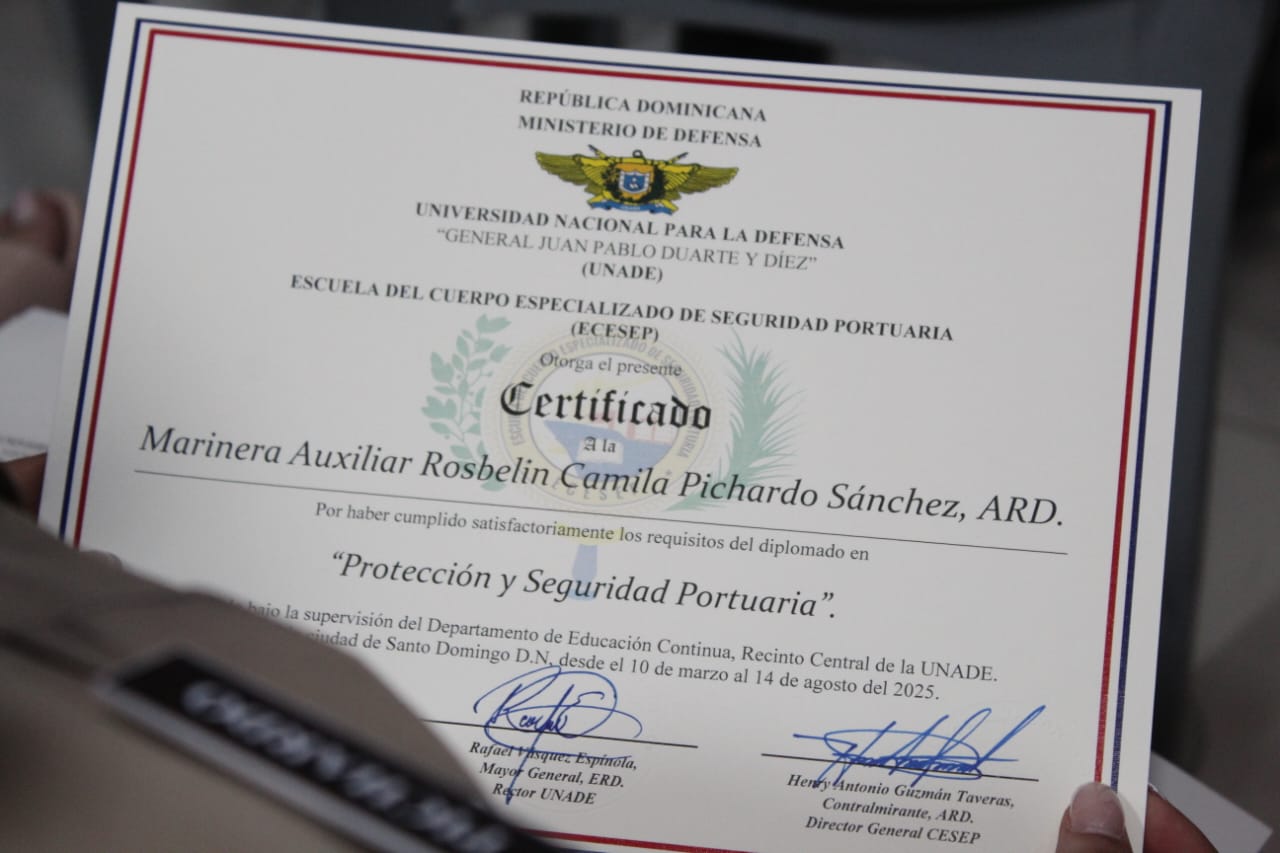 REPÚBLICA DOMINICANA
MINISTERIO DE DEFENSA
UNIVERSIDAD NACIONAL PARA LA DEFENSA
“GENERAL JUAN PABLO DUARTE Y DÍEZ”
(UNADE)
ESCUELA DEL CUERPO ESPECIALIZADO DE SEGURIDAD PORTUARIA
(ECESEP)
Otorga el presente
Certificado
A la
Marinera Auxiliar Rosbelin Camila Pichardo Sánchez, ARD.
Por haber cumplido satisfactoriamente los requisitos del diplomado en
“Protección y Seguridad Portuaria”.
bajo la supervisión del Departamento de Educación Continua, Recinto Central de la UNADE.
ciudad de Santo Domingo D.N, desde el 10 de marzo al 14 de agosto del 2025.
Rafael Vásquez Espínola,
Mayor General, ERD.
Rector UNADE
Henry Antonio Guzmán Taveras,
Contralmirante, ARD.
Director General CESEP